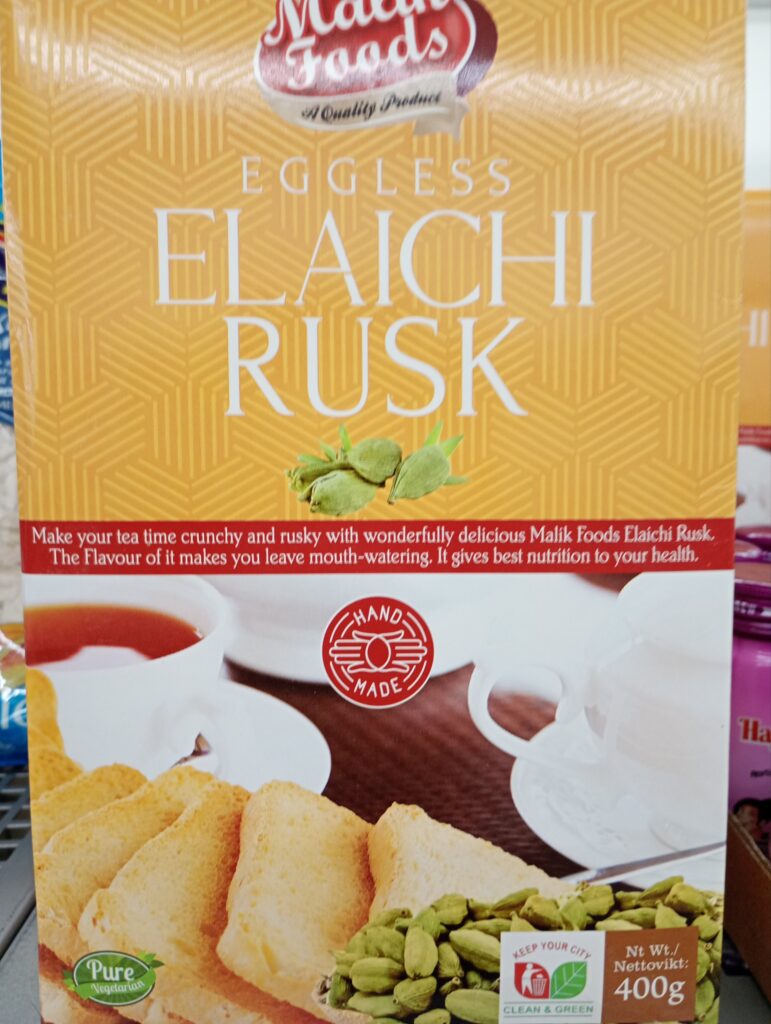 Malik
Foods
A Quality Product
EGGLESS
ELAICHI
RUSK
Make your tea time crunchy and rusky with wonderfully delicious Malik Foods Elaichi Rusk.
The Flavour of it makes you leave mouth-watering. It gives best nutrition to your health.
HAND
MADE
Pure
Vegetarian
KEEP YOUR CITY
CLEAN & GREEN
Nt Wt./
Nettovikt:
400g